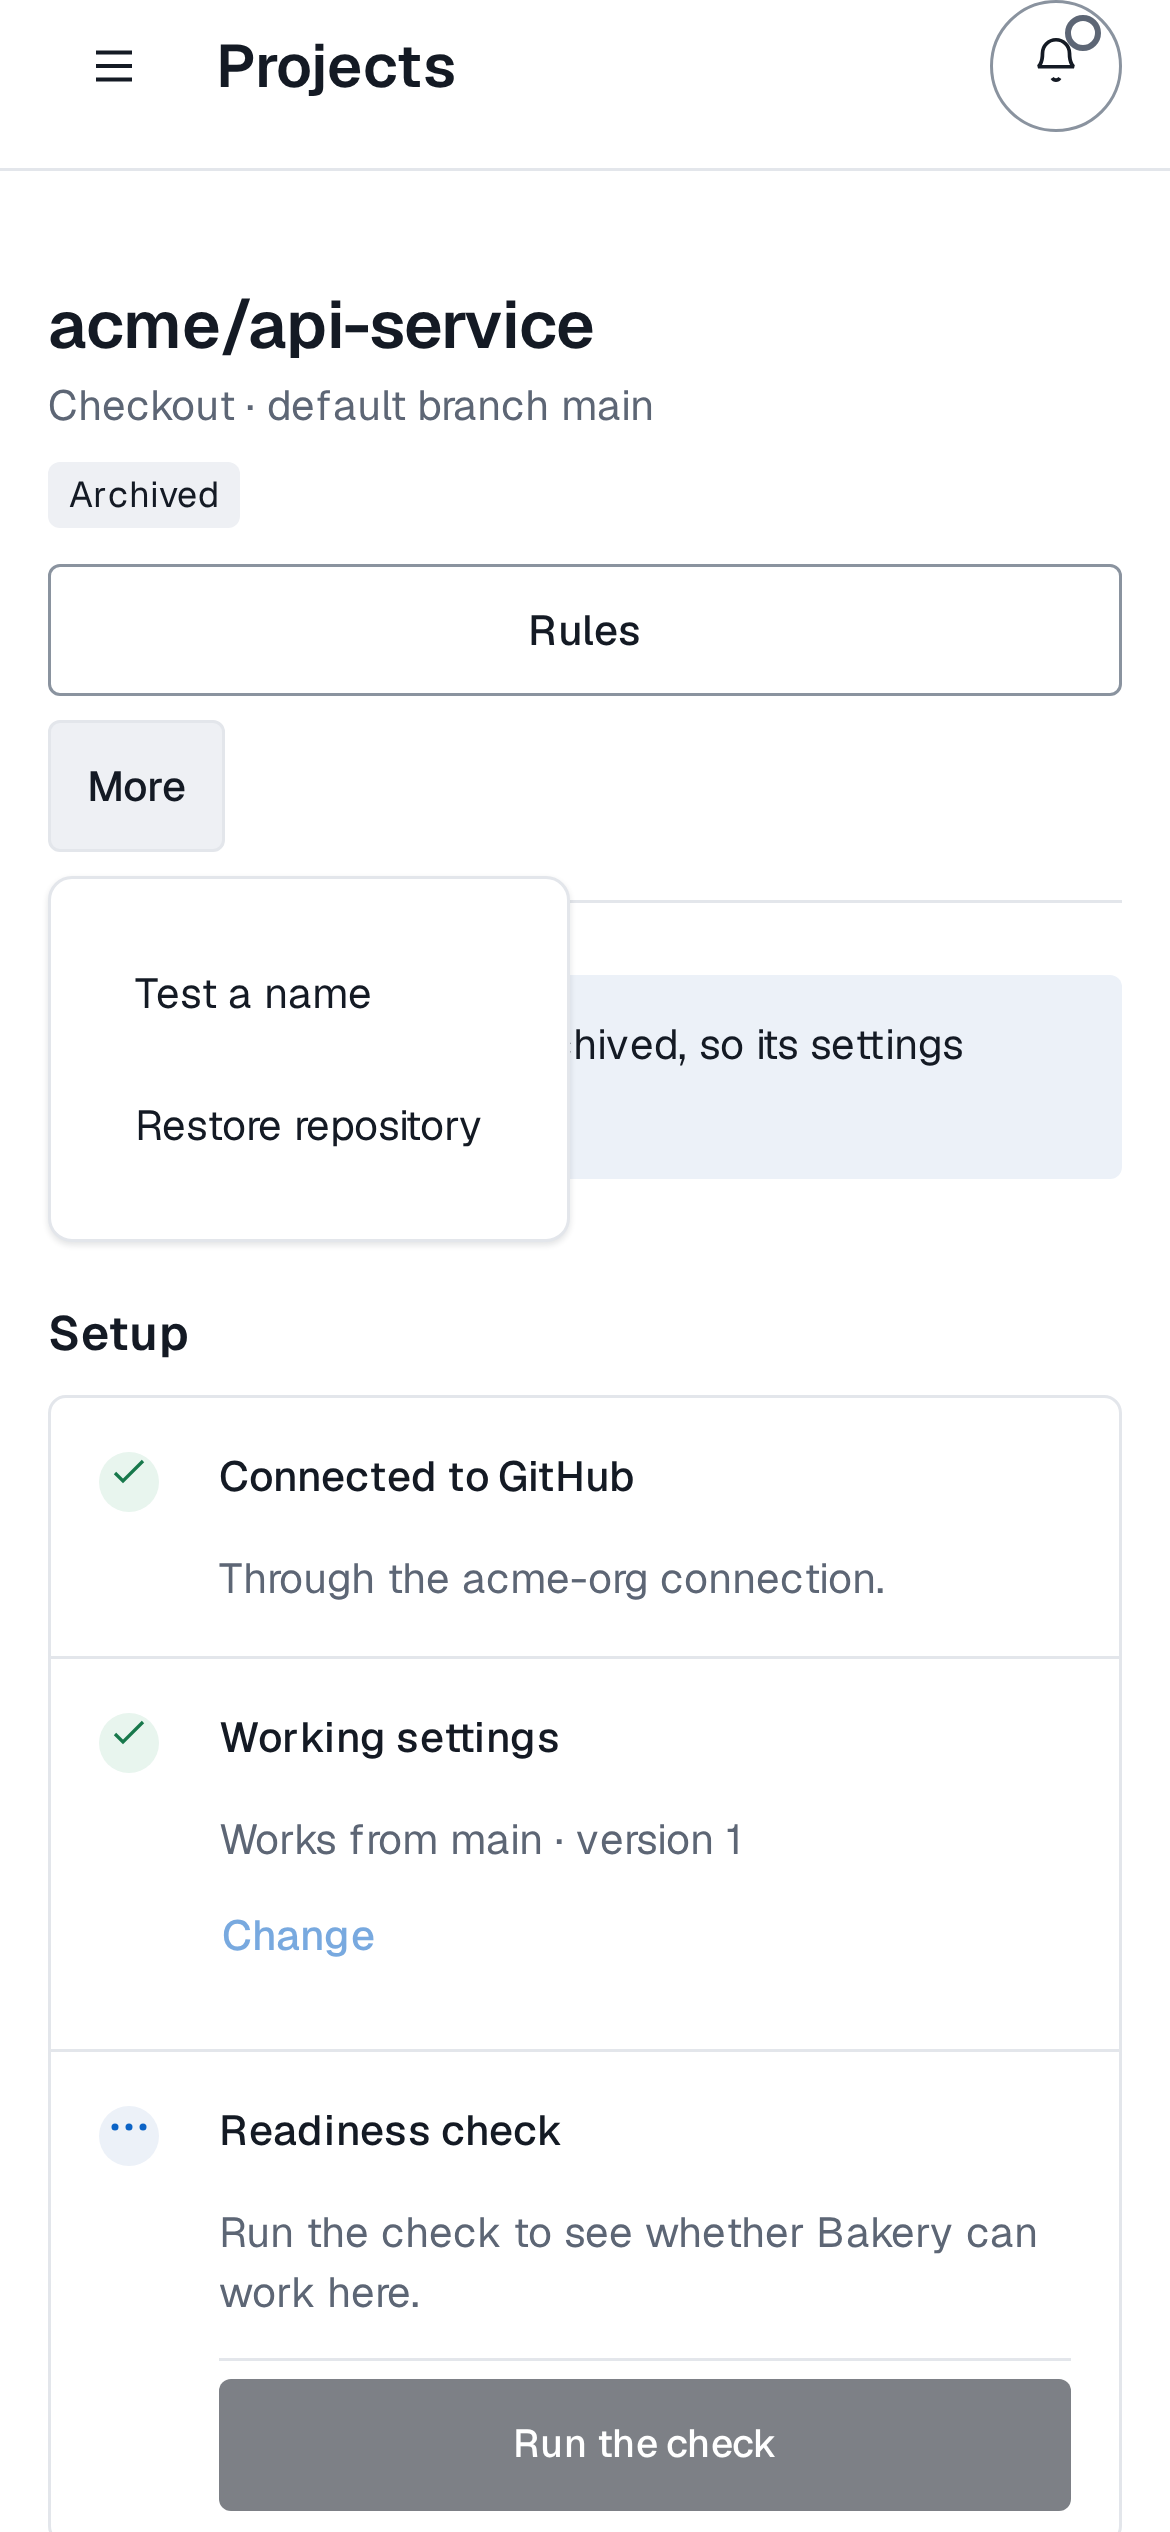 Projects
acme/api-service
Checkout · default branch main
Archived
Rules
More
Test a name
Restore repository
so its settings
Setup
Connected to GitHub
Through the acme-org connection.
Working settings
Works from main · version 1
Change
Readiness check
Run the check to see whether Bakery can
work here.
Run the check